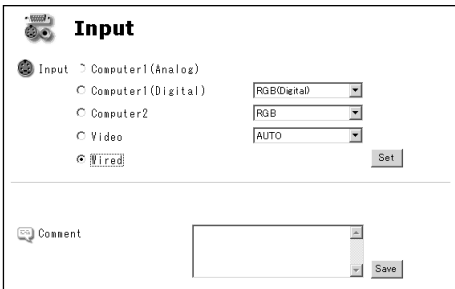 Input
Input Computer1(Analog)
Computer1(Digital) RGB(Digital)
Computer2 RGB
Video AUTO
Wired
Set
Comment
Save